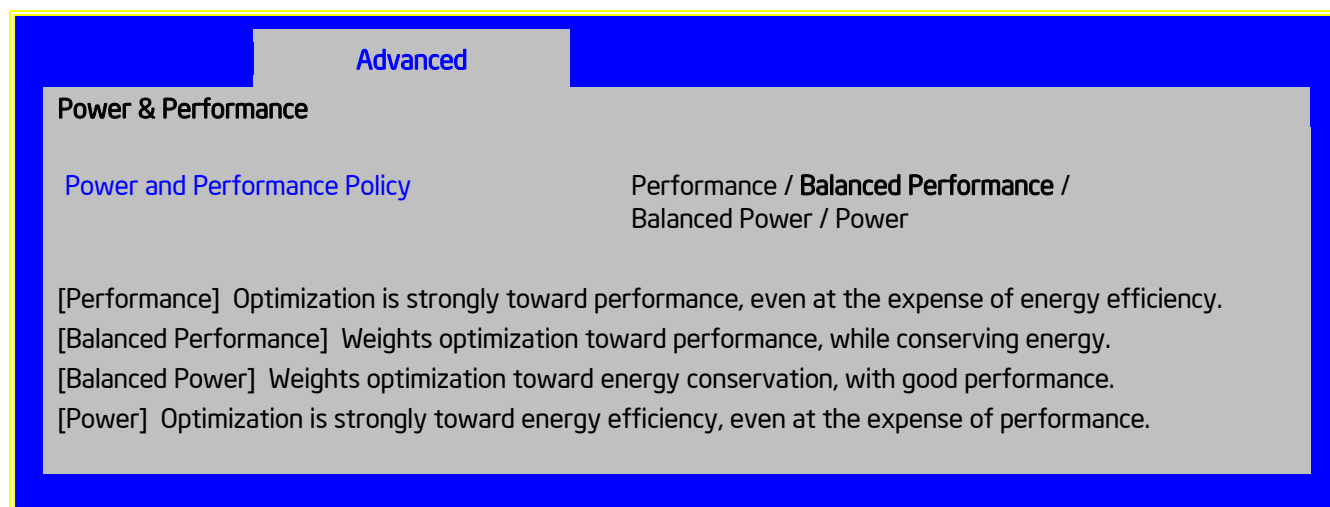 Advanced
Power & Performance
Power and Performance Policy Performance / Balanced Performance /
Balanced Power / Power
[Performance] Optimization is strongly toward performance, even at the expense of energy efficiency.
[Balanced Performance] Weights optimization toward performance, while conserving energy.
[Balanced Power] Weights optimization toward energy conservation, with good performance.
[Power] Optimization is strongly toward energy efficiency, even at the expense of performance.